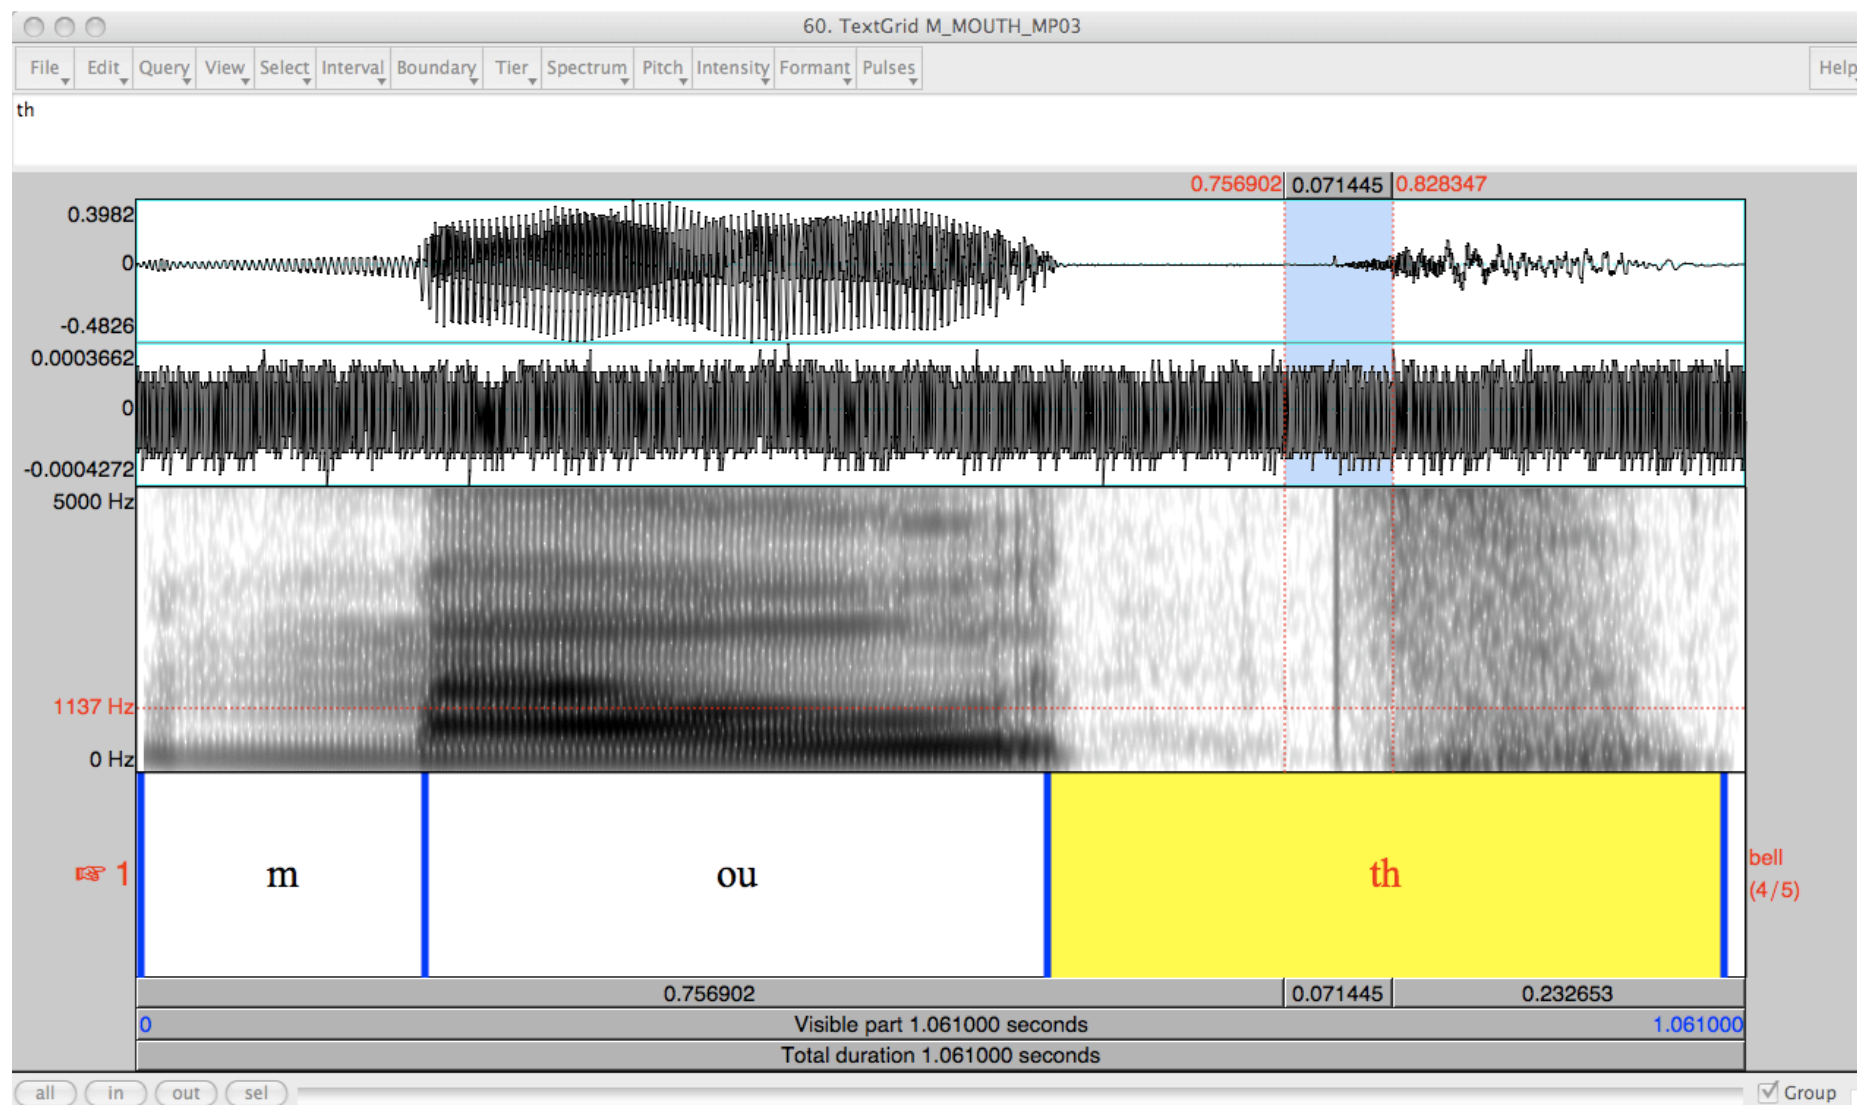 60. TextGrid M_MOUTH_MP03
File Edit Query View Select Interval Boundary Tier Spectrum Pitch Intensity Formant Pulses Help
th
0.756902 0.071445 0.828347
0.3982
0
-0.4826
0.0003662
0
-0.0004272
5000 Hz
1137 Hz
0 Hz
☞ 1 m ou th bell
(4/5)
0.756902 0.071445 0.232653
0 Visible part 1.061000 seconds 1.061000
Total duration 1.061000 seconds
all in out sel Group